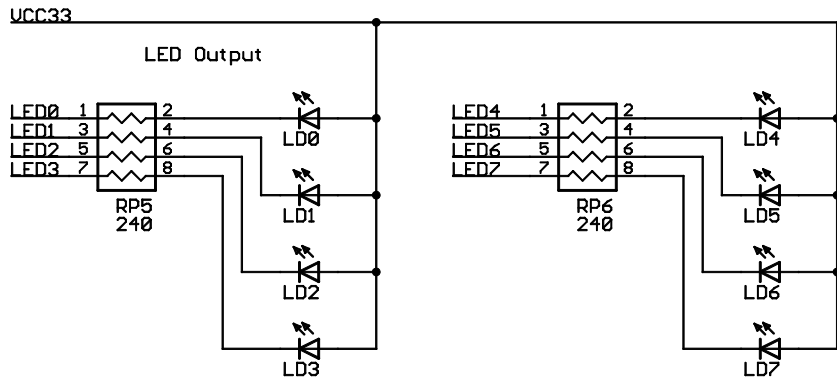 VCC33
LED Output
LED0 1 2 LED4 1 2
LED1 3 4 LD0 LED5 3 4 LD4
LED2 5 6 LED6 5 6
LED3 7 8 LED7 7 8
RP5 LD1 RP6 LD5
240 240
LD2 LD6
LD3 LD7